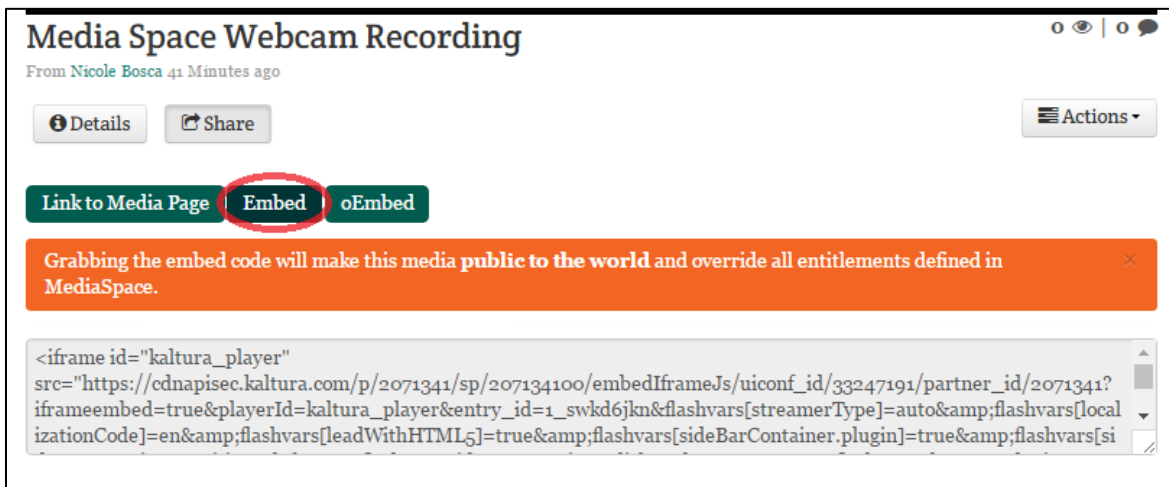 Media Space Webcam Recording
0 | 0
From Nicole Bosca 41 Minutes ago
Details Share Actions
Link to Media Page Embed oEmbed
Grabbing the embed code will make this media public to the world and override all entitlements defined in ×
MediaSpace.
<iframe id="kaltura_player"
src="https://cdnapisec.kaltura.com/p/2071341/sp/207134100/embedIframeJs/uiconf_id/33247191/partner_id/2071341?
iframeembed=true&playerId=kaltura_player&entry_id=1_swkd6jkn&flashvars[streamerType]=auto&amp;flashvars[local
izationCode]=en&amp;flashvars[leadWithHTML5]=true&amp;flashvars[sideBarContainer.plugin]=true&amp;flashvars[si